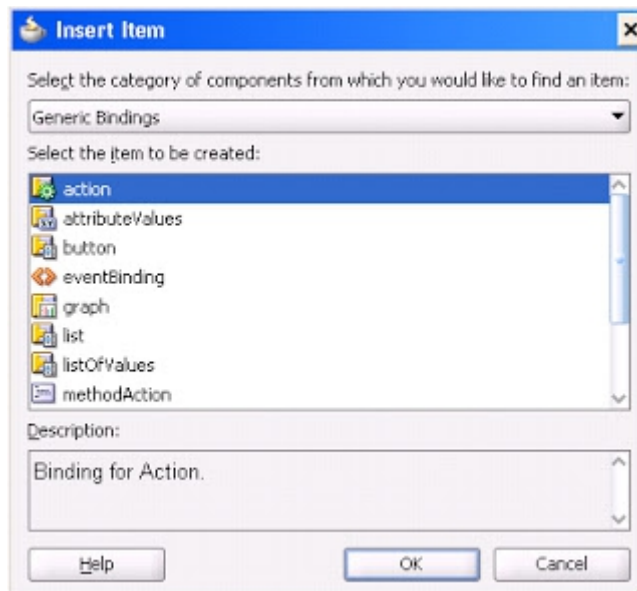 Insert Item
Select the category of components from which you would like to find an item:
Generic Bindings
Select the item to be created:
action
attributeValues
button
eventBinding
graph
list
listOfValues
methodAction
Description:
Binding for Action.
Help
OK
Cancel